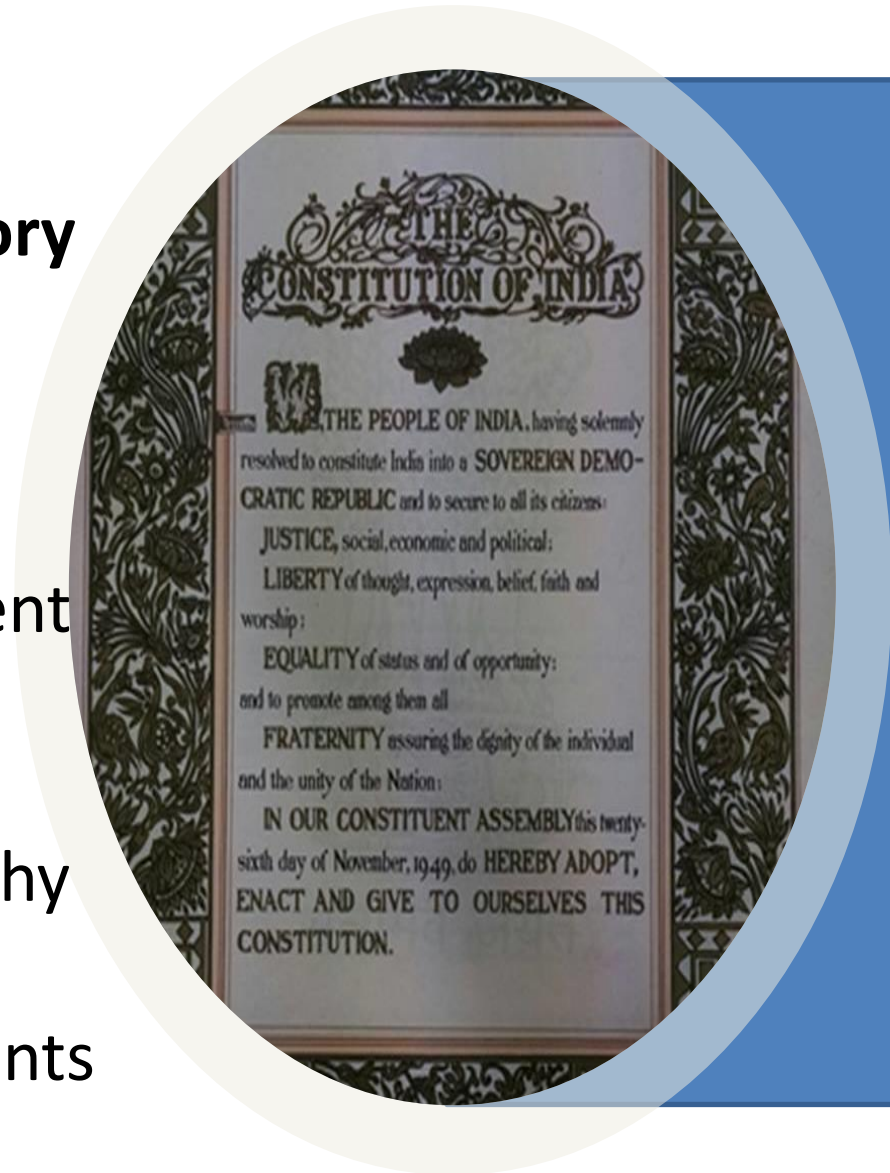 ory
ent
hy
nts
THE
CONSTITUTION OF INDIA
WE, THE PEOPLE OF INDIA, having solemnly
resolved to constitute India into a SOVEREIGN DEMO-
CRATIC REPUBLIC and to secure to all its citizens:
JUSTICE, social, economic and political;
LIBERTY of thought, expression, belief, faith and
worship;
EQUALITY of status and of opportunity;
and to promote among them all
FRATERNITY assuring the dignity of the individual
and the unity of the Nation;
IN OUR CONSTITUENT ASSEMBLY this twenty-
sixth day of November, 1949, do HEREBY ADOPT,
ENACT AND GIVE TO OURSELVES THIS
CONSTITUTION.